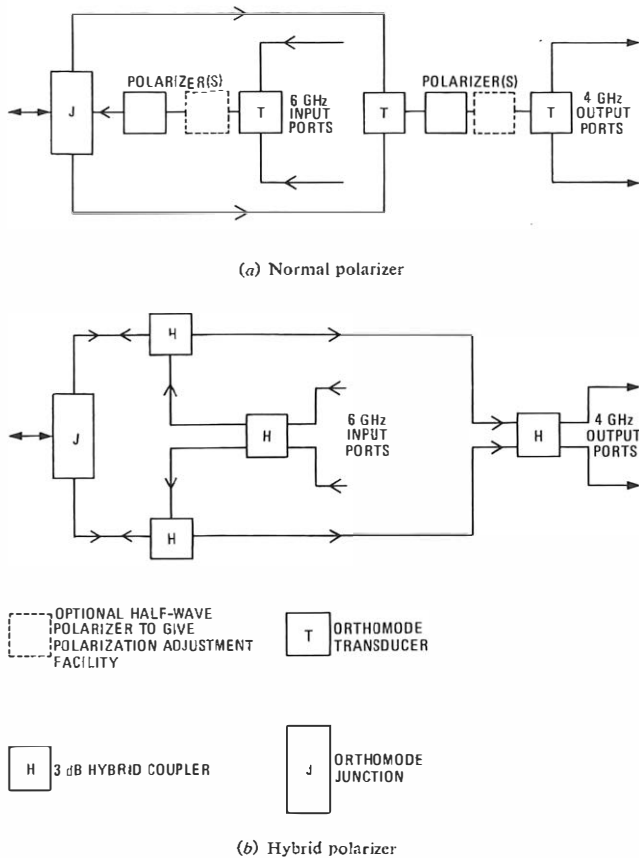 POLARIZER(S)
POLARIZER(S)
J
T
6 GHz
INPUT
PORTS
T
T
4 GHz
OUTPUT
PORTS
(a) Normal polarizer
H
J
H
6 GHz
INPUT
PORTS
H
4 GHz
OUTPUT
PORTS
H
OPTIONAL HALF-WAVE
POLARIZER TO GIVE
POLARIZATION ADJUSTMENT
FACILITY
T
ORTHOMODE
TRANSDUCER
H
3 dB HYBRID COUPLER
J
ORTHOMODE
JUNCTION
(b) Hybrid polarizer